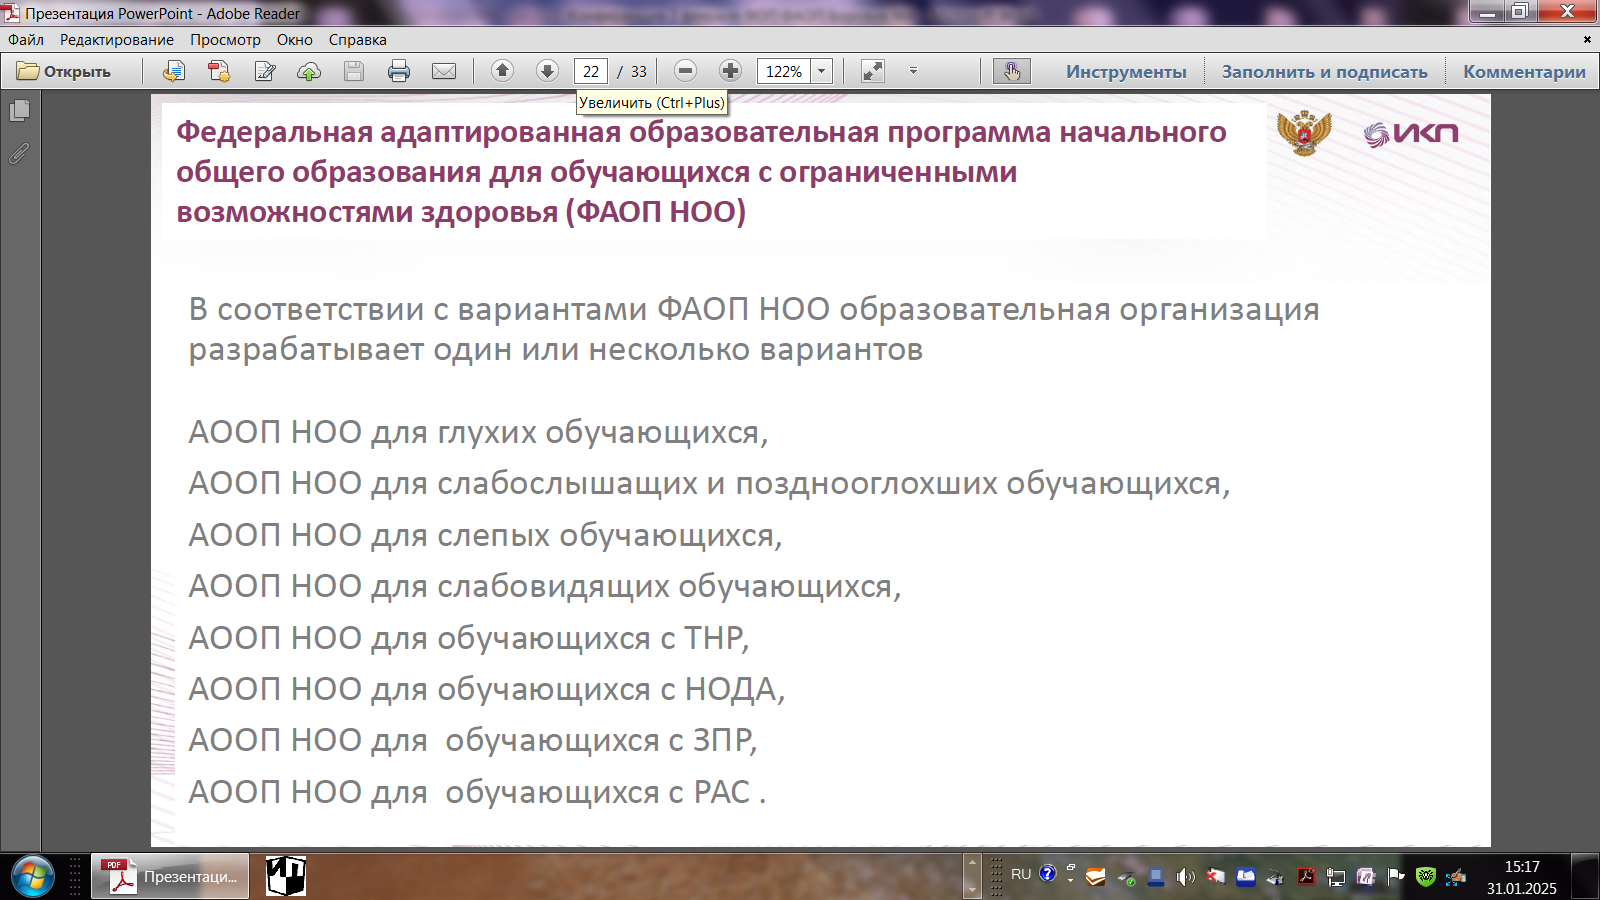 Презентация PowerPoint - Adobe Reader
Файл Редактирование Просмотр Окно Справка
Открыть 22 / 33 122% Инструменты Заполнить и подписать Комментарии
Увеличить (Ctrl+Plus)
Федеральная адаптированная образовательная программа начального
общего образования для обучающихся с ограниченными
возможностями здоровья (ФАОП НОО)
ИКП
В соответствии с вариантами ФАОП НОО образовательная организация
разрабатывает один или несколько вариантов
АООП НОО для глухих обучающихся,
АООП НОО для слабослышащих и позднооглохших обучающихся,
АООП НОО для слепых обучающихся,
АООП НОО для слабовидящих обучающихся,
АООП НОО для обучающихся с ТНР,
АООП НОО для обучающихся с НОДА,
АООП НОО для  обучающихся с ЗПР,
АООП НОО для  обучающихся с РАС .
PDF
Презентаци...
RU
15:17
31.01.2025